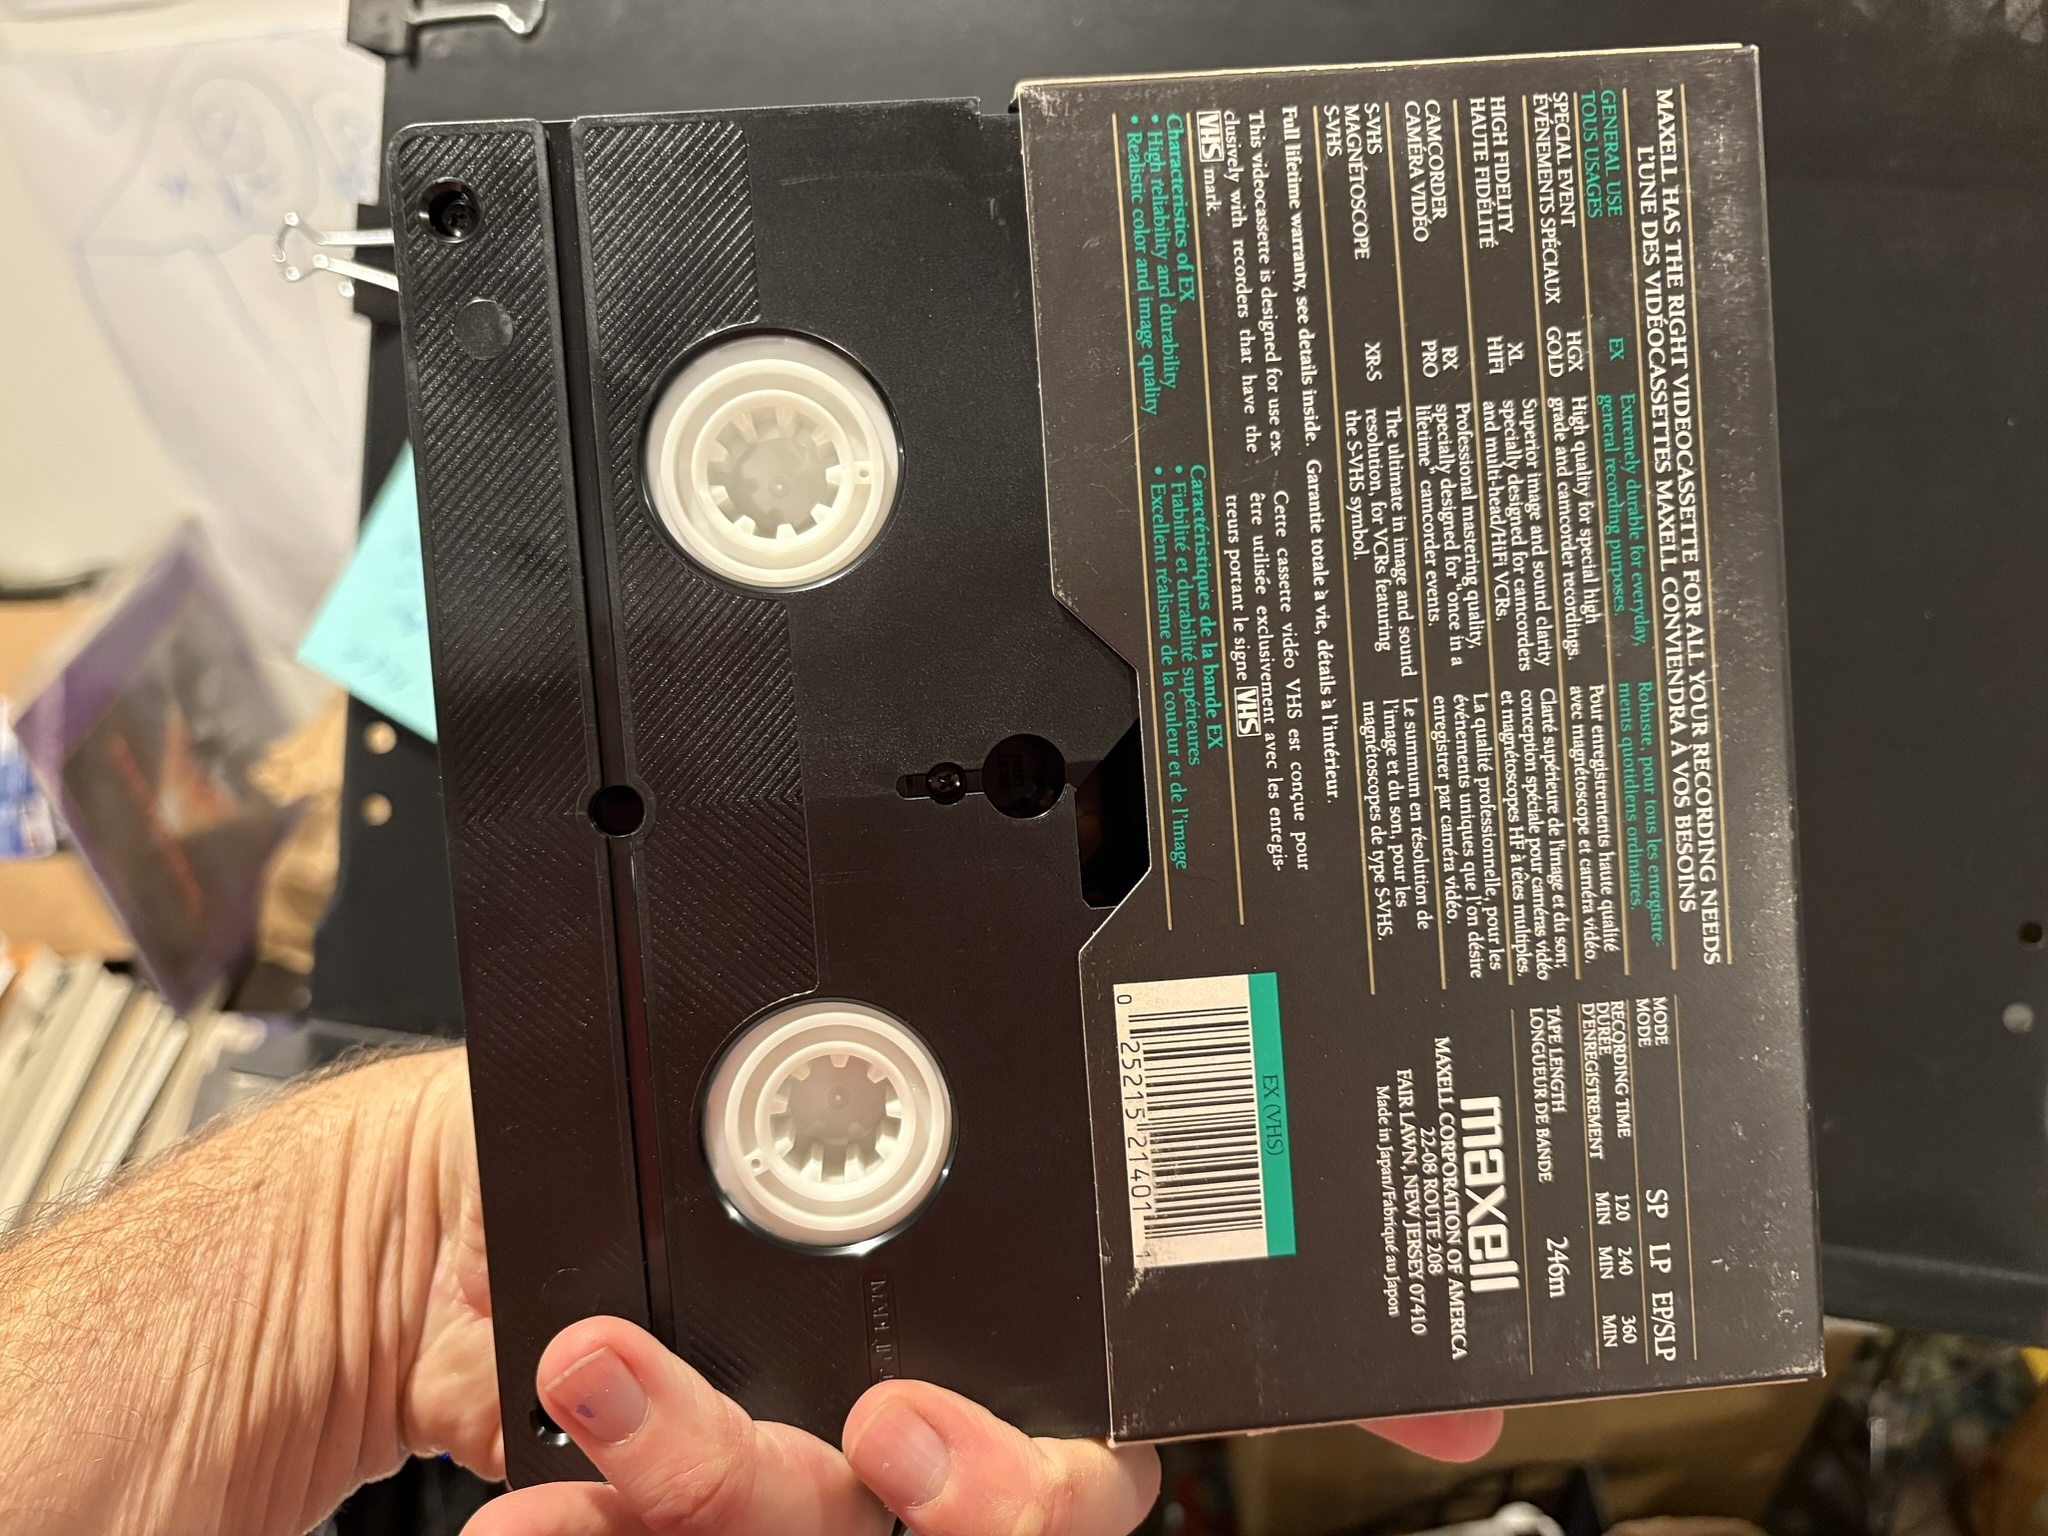 MAXELL HAS THE RIGHT VIDEOCASSETTE FOR ALL YOUR RECORDING NEEDS
L'UNE DES VIDÉOCASSETTES MAXELL CONVIENDRA À VOS BESOINS
GENERAL USE
TOUS USAGES
EX
Extremely durable for everyday,
general recording purposes.
Robuste, pour tous les enregistre-
ments quotidiens ordinaires.
SPECIAL EVENT
ÉVÉNEMENTS SPÉCIAUX
HGX
GOLD
High quality for special high
grade and camcorder recordings.
Pour enregistrements haute qualité
avec magnétoscope et caméra vidéo.
HIGH FIDELITY
HAUTE FIDÉLITÉ
XL
HIFI
Superior image and sound clarity
specially designed for camcorders
and multi-head/HiFi VCRs.
Clarté supérieure de l'image et du son;
conception spéciale pour caméras vidéo
et magnétoscopes HF à têtes multiples.
CAMCORDER
CAMÉRA VIDÉO
RX
PRO
Professional mastering quality,
specially designed for "once in a
lifetime" camcorder events.
La qualité professionnelle, pour les
événements uniques que l'on désire
enregistrer par caméra vidéo.
S-VHS
MAGNÉTOSCOPE
S-VHS
XR-S
The ultimate in image and sound
resolution, for VCRs featuring
the S-VHS symbol.
Le summum en résolution de
l'image et du son, pour les
magnétoscopes de type S-VHS.
Full lifetime warranty, see details inside. Garantie totale à vie, détails à l'intérieur.
This videocassette is designed for use ex-
clusively with recorders that have the
VHS mark.
Cette cassette vidéo VHS est conçue pour
être utilisée exclusivement avec les enregis-
treurs portant le signe VHS
Characteristics of EX
• High reliability and durability
• Realistic color and image quality
Caractéristiques de la bande EX
• Fiabilité et durabilité supérieures
• Excellent réalisme de la couleur et de l'image
MODE
MODE
SP LP EP/SLP
RECORDING TIME
DURÉE
D'ENREGISTREMENT
120 240 360
MIN MIN MIN
TAPE LENGTH
LONGUEUR DE BANDE
246m
maxell
MAXELL CORPORATION OF AMERICA
22-08 ROUTE 208
FAIR LAWN, NEW JERSEY 07410
Made in Japan/Fabriqué au Japon
EX (VHS)
0 25215 21401 1